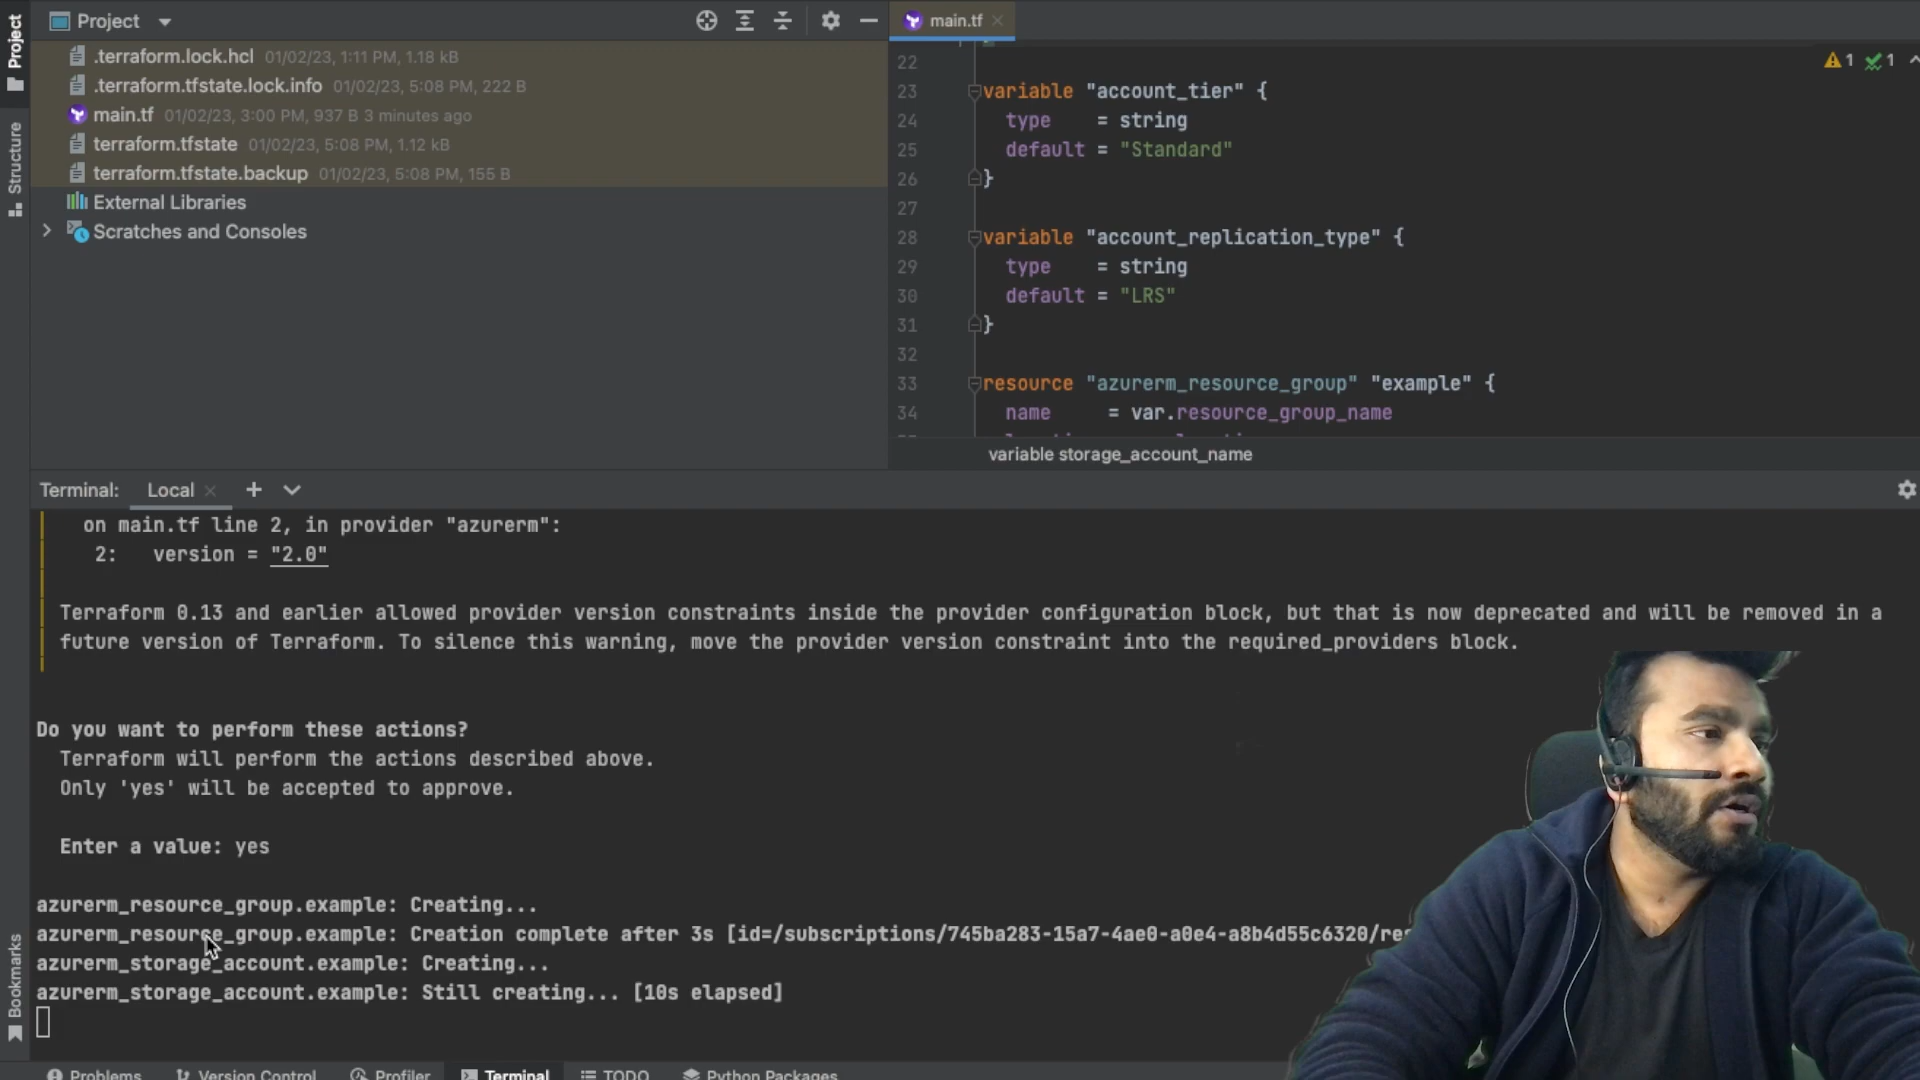 Project
.terraform.lock.hcl 01/02/23, 1:11 PM, 1.18 kB
.terraform.tfstate.lock.info 01/02/23, 5:08 PM, 222 B
main.tf 01/02/23, 3:00 PM, 937 B 3 minutes ago
terraform.tfstate 01/02/23, 5:08 PM, 1.12 kB
terraform.tfstate.backup 01/02/23, 5:08 PM, 155 B
External Libraries
Scratches and Consoles
Project
Structure
Bookmarks
main.tf
1 1
22
23 variable "account_tier" {
24 type = string
25 default = "Standard"
26 }
27
28 variable "account_replication_type" {
29 type = string
30 default = "LRS"
31 }
32
33 resource "azurerm_resource_group" "example" {
34 name = var.resource_group_name
variable storage_account_name
Terminal: Local
on main.tf line 2, in provider "azurerm":
2: version = "2.0"
Terraform 0.13 and earlier allowed provider version constraints inside the provider configuration block, but that is now deprecated and will be removed in a
future version of Terraform. To silence this warning, move the provider version constraint into the required_providers block.
Do you want to perform these actions?
Terraform will perform the actions described above.
Only 'yes' will be accepted to approve.
Enter a value: yes
azurerm_resource_group.example: Creating...
azurerm_resource_group.example: Creation complete after 3s [id=/subscriptions/745ba283-15a7-4ae0-a0e4-a8b4d55c6320/res
azurerm_storage_account.example: Creating...
azurerm_storage_account.example: Still creating... [10s elapsed]
Problems Version Control Profiler Terminal TODO Python Packages